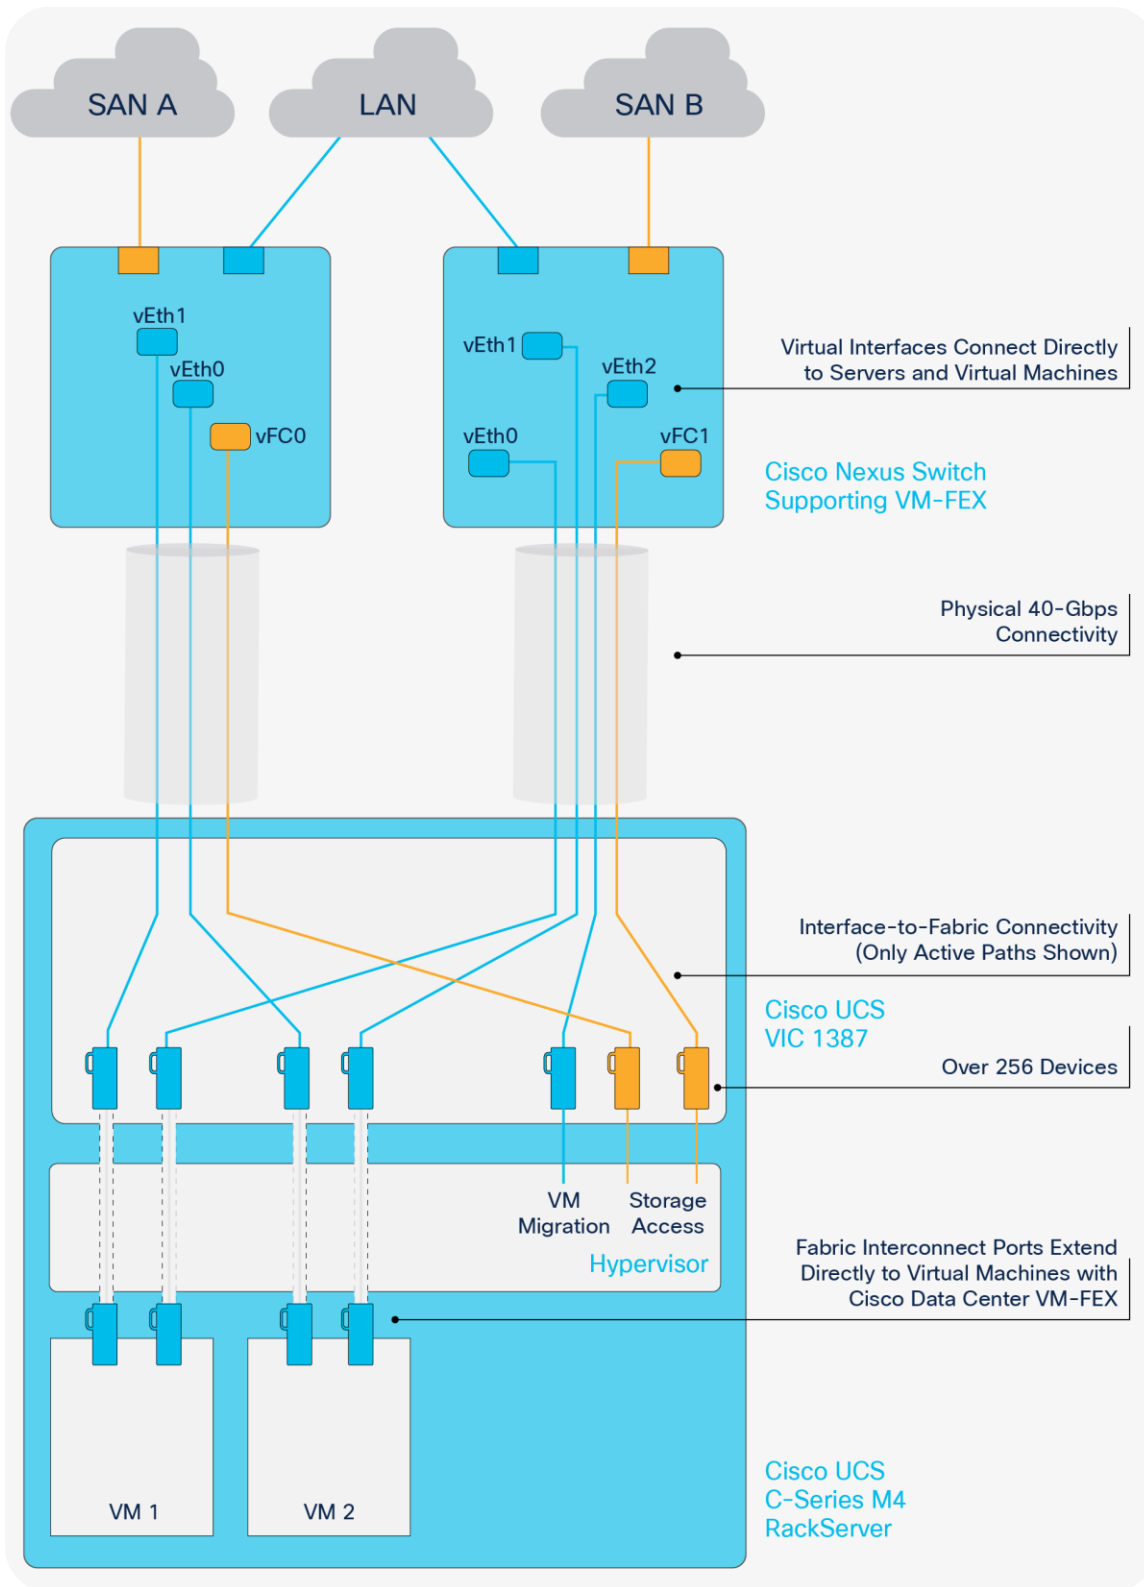 SAN A
LAN
SAN B
vEth1
vEth0
vFC0
vEth1
vEth2
vEth0
vFC1
Virtual Interfaces Connect Directly
to Servers and Virtual Machines
Cisco Nexus Switch
Supporting VM-FEX
Physical 40-Gbps
Connectivity
Interface-to-Fabric Connectivity
(Only Active Paths Shown)
Cisco UCS
VIC 1387
Over 256 Devices
VM
Migration
Storage
Access
Hypervisor
Fabric Interconnect Ports Extend
Directly to Virtual Machines with
Cisco Data Center VM-FEX
VM 1
VM 2
Cisco UCS
C-Series M4
RackServer